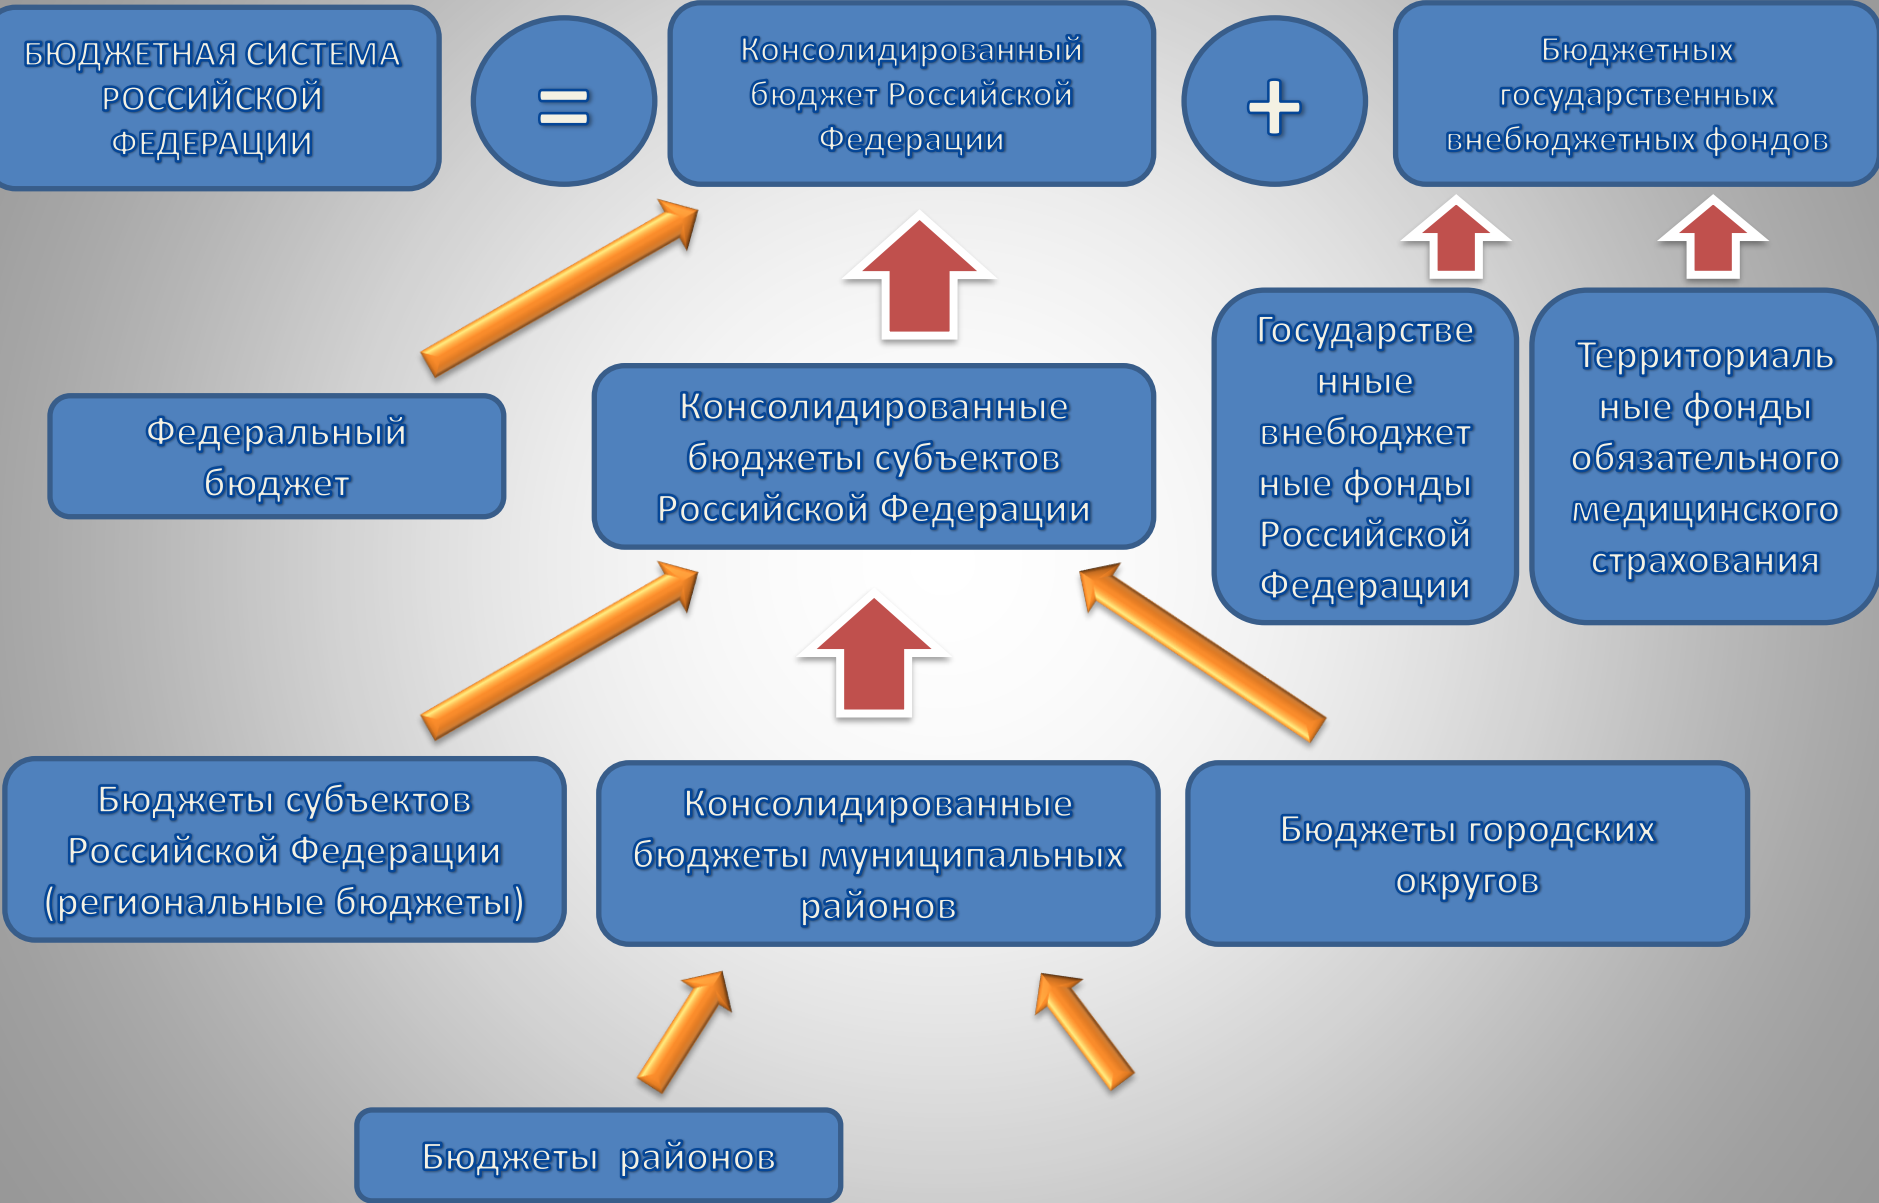 БЮДЖЕТНАЯ СИСТЕМА
РОССИЙСКОЙ
ФЕДЕРАЦИИ
=
Консолидированный
бюджет Российской
Федерации
+
Бюджетных
государственных
внебюджетных фондов
Федеральный
бюджет
Консолидированные
бюджеты субъектов
Российской Федерации
Государстве
нные
внебюджет
ные фонды
Российской
Федерации
Территориаль
ные фонды
обязательного
медицинского
страхования
Бюджеты субъектов
Российской Федерации
(региональные бюджеты)
Консолидированные
бюджеты муниципальных
районов
Бюджеты городских
округов
Бюджеты районов